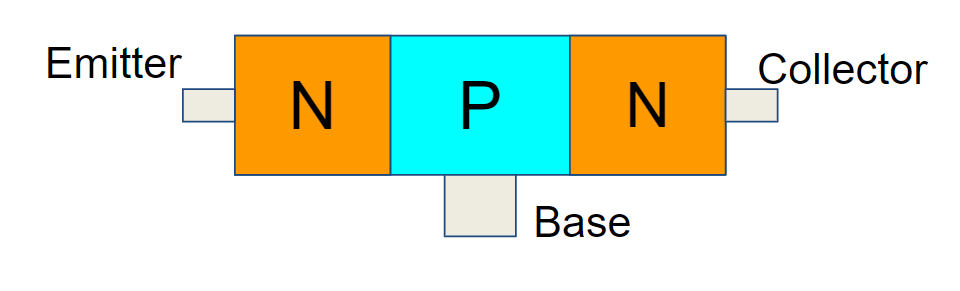 Emitter
N
P
N
Collector
Base